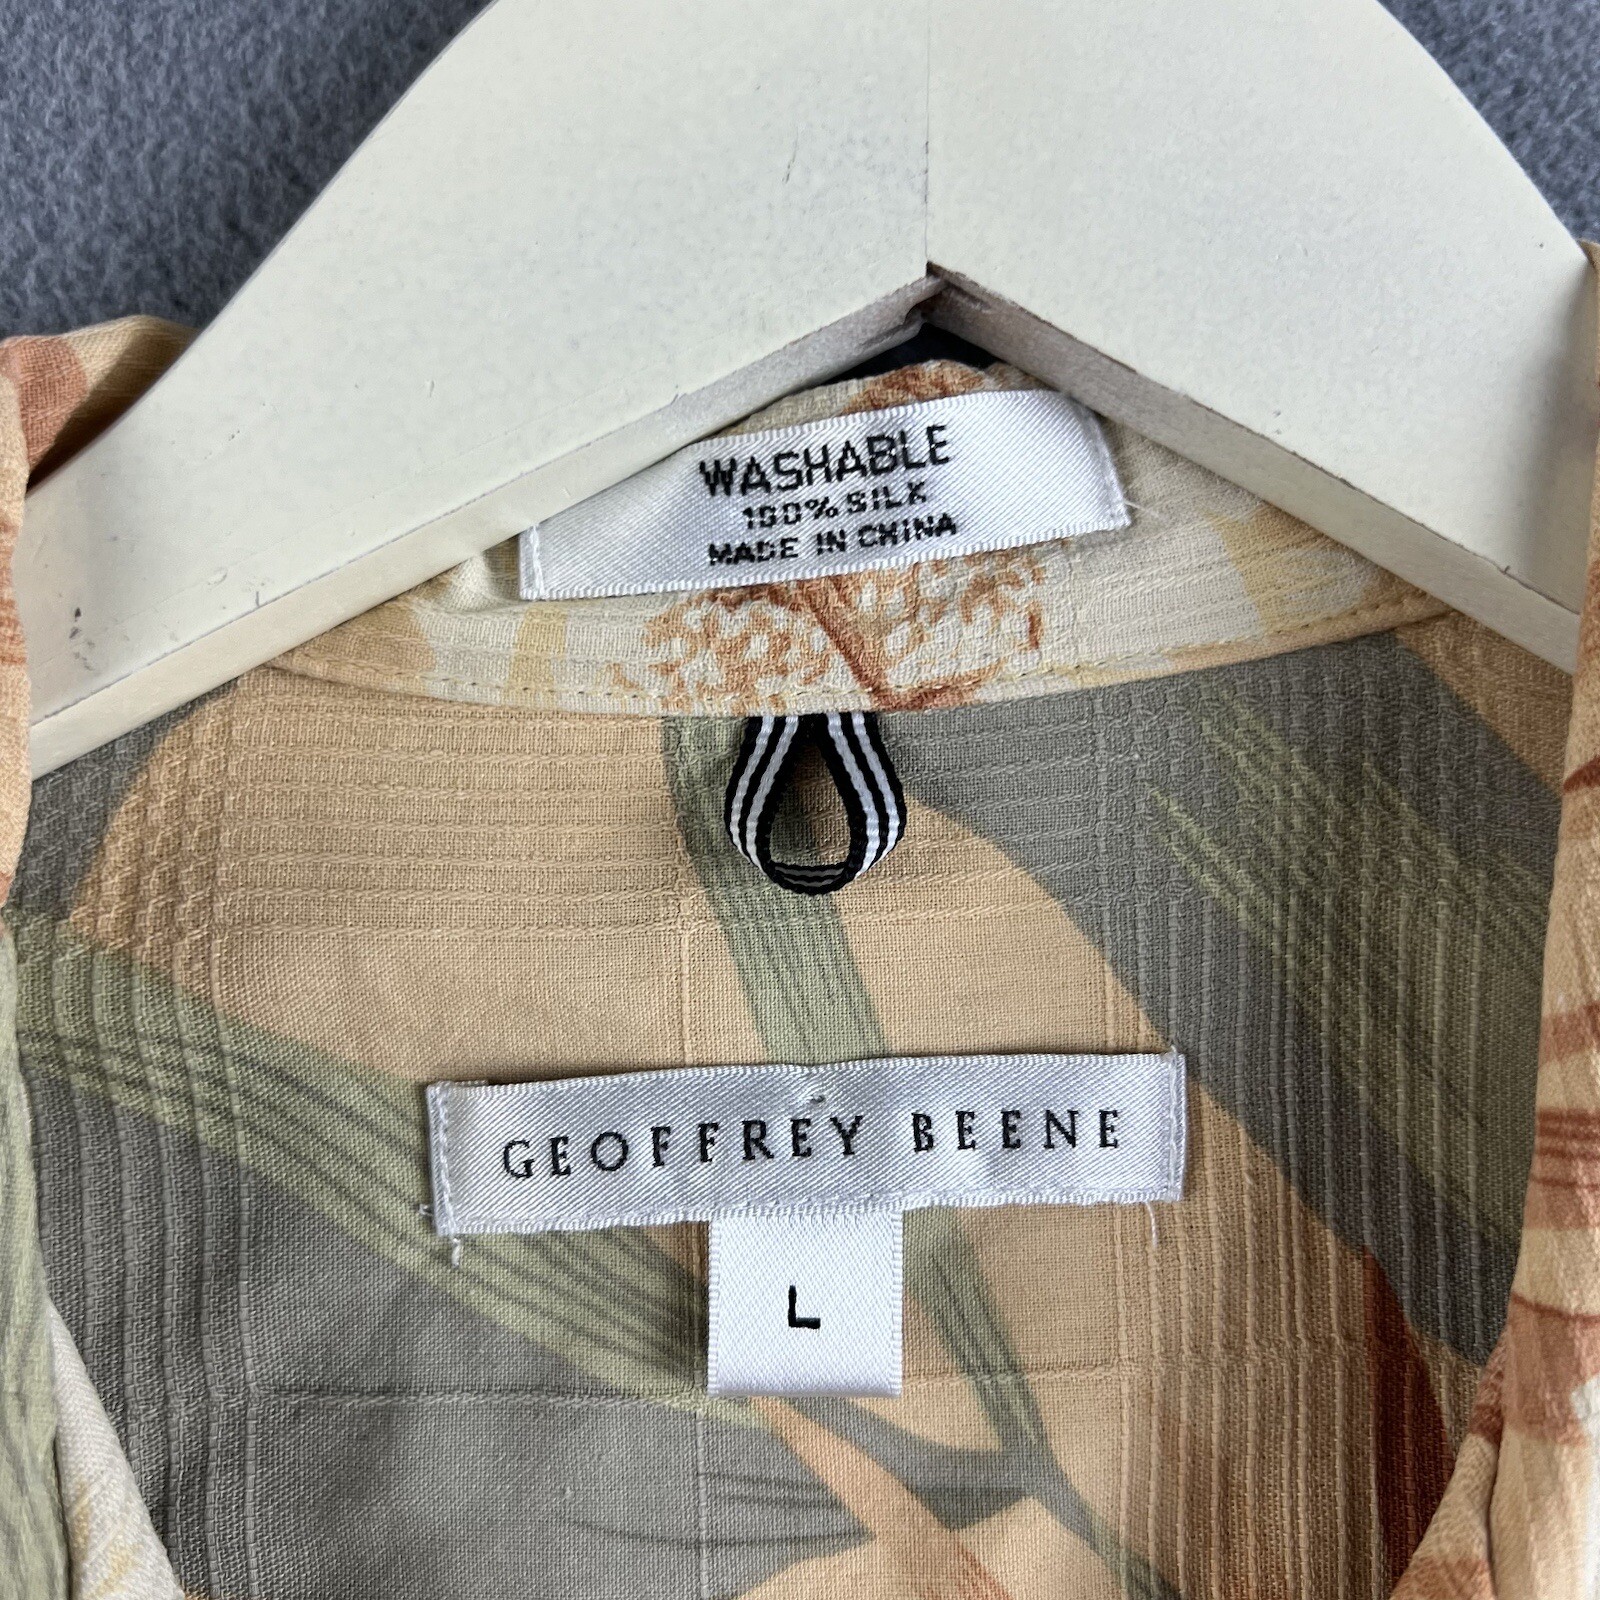 WASHABLE
100% SILK
MADE IN CHINA
GEOFFREY BEENE
L